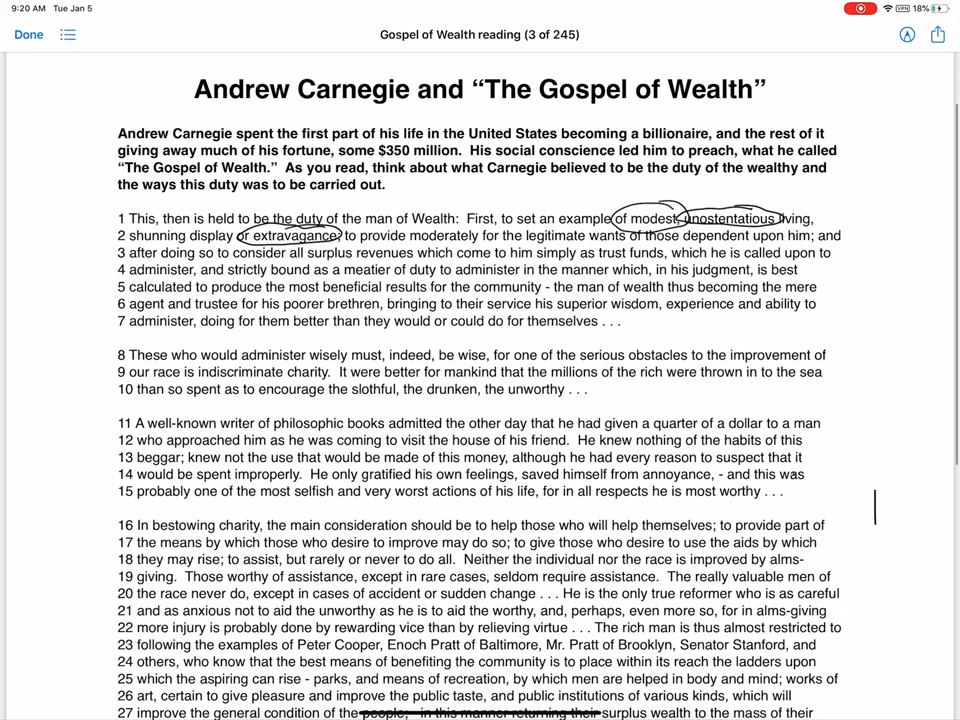 9:20 AM Tue Jan 5
VPN 18%
Done
Gospel of Wealth reading (3 of 245)
Andrew Carnegie and “The Gospel of Wealth”
Andrew Carnegie spent the first part of his life in the United States becoming a billionaire, and the rest of it
giving away much of his fortune, some $350 million. His social conscience led him to preach, what he called
“The Gospel of Wealth.” As you read, think about what Carnegie believed to be the duty of the wealthy and
the ways this duty was to be carried out.
1 This, then is held to be the duty of the man of Wealth: First, to set an example of modest, unostentatious living,
2 shunning display or extravagance; to provide moderately for the legitimate wants of those dependent upon him; and
3 after doing so to consider all surplus revenues which come to him simply as trust funds, which he is called upon to
4 administer, and strictly bound as a meatier of duty to administer in the manner which, in his judgment, is best
5 calculated to produce the most beneficial results for the community - the man of wealth thus becoming the mere
6 agent and trustee for his poorer brethren, bringing to their service his superior wisdom, experience and ability to
7 administer, doing for them better than they would or could do for themselves . . .
8 These who would administer wisely must, indeed, be wise, for one of the serious obstacles to the improvement of
9 our race is indiscriminate charity. It were better for mankind that the millions of the rich were thrown in to the sea
10 than so spent as to encourage the slothful, the drunken, the unworthy . . .
11 A well-known writer of philosophic books admitted the other day that he had given a quarter of a dollar to a man
12 who approached him as he was coming to visit the house of his friend. He knew nothing of the habits of this
13 beggar; knew not the use that would be made of this money, although he had every reason to suspect that it
14 would be spent improperly. He only gratified his own feelings, saved himself from annoyance, - and this was
15 probably one of the most selfish and very worst actions of his life, for in all respects he is most worthy . . .
16 In bestowing charity, the main consideration should be to help those who will help themselves; to provide part of
17 the means by which those who desire to improve may do so; to give those who desire to use the aids by which
18 they may rise; to assist, but rarely or never to do all. Neither the individual nor the race is improved by alms-
19 giving. Those worthy of assistance, except in rare cases, seldom require assistance. The really valuable men of
20 the race never do, except in cases of accident or sudden change . . . He is the only true reformer who is as careful
21 and as anxious not to aid the unworthy as he is to aid the worthy, and, perhaps, even more so, for in alms-giving
22 more injury is probably done by rewarding vice than by relieving virtue . . . The rich man is thus almost restricted to
23 following the examples of Peter Cooper, Enoch Pratt of Baltimore, Mr. Pratt of Brooklyn, Senator Stanford, and
24 others, who know that the best means of benefiting the community is to place within its reach the ladders upon
25 which the aspiring can rise - parks, and means of recreation, by which men are helped in body and mind; works of
26 art, certain to give pleasure and improve the public taste, and public institutions of various kinds, which will
27 improve the general condition of the people; - in this manner returning their surplus wealth to the mass of their